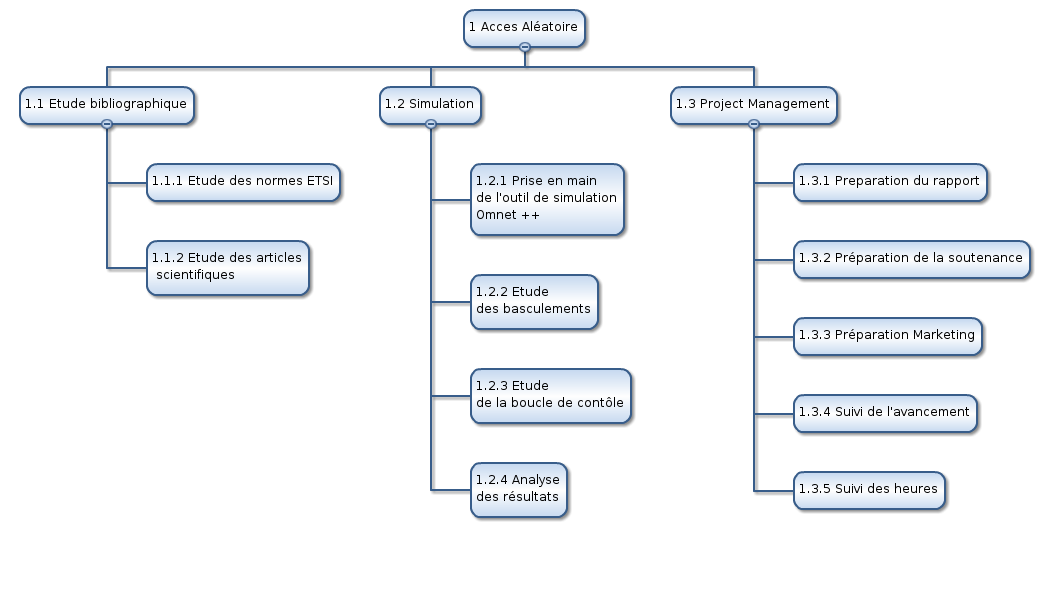 1 Acces Aléatoire
1.1 Etude bibliographique
1.2 Simulation
1.3 Project Management
1.1.1 Etude des normes ETSI
1.1.2 Etude des articles
scientifiques
1.2.1 Prise en main
de l'outil de simulation
Omnet ++
1.2.2 Etude
des basculements
1.2.3 Etude
de la boucle de contôle
1.2.4 Analyse
des résultats
1.3.1 Preparation du rapport
1.3.2 Préparation de la soutenance
1.3.3 Préparation Marketing
1.3.4 Suivi de l'avancement
1.3.5 Suivi des heures